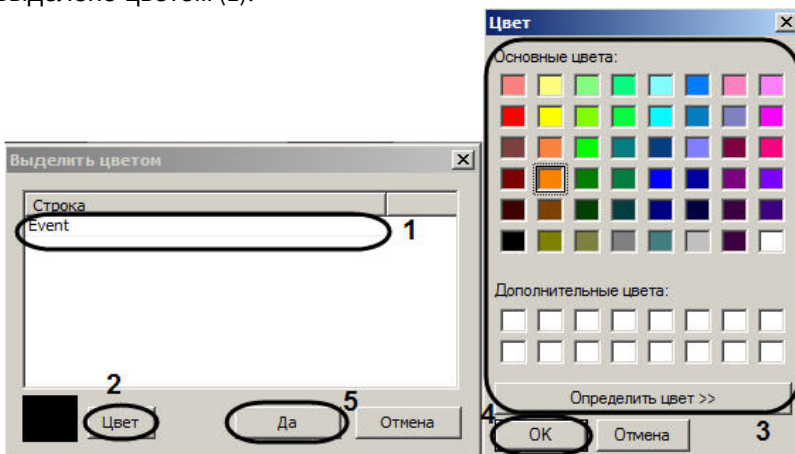 выделено цветом (2).
Выделить цветом
Строка
Event
1
2
Цвет
5
Да
Отмена
Цвет
Основные цвета:
Дополнительные цвета:
Определить цвет >>
4
OK
Отмена
3